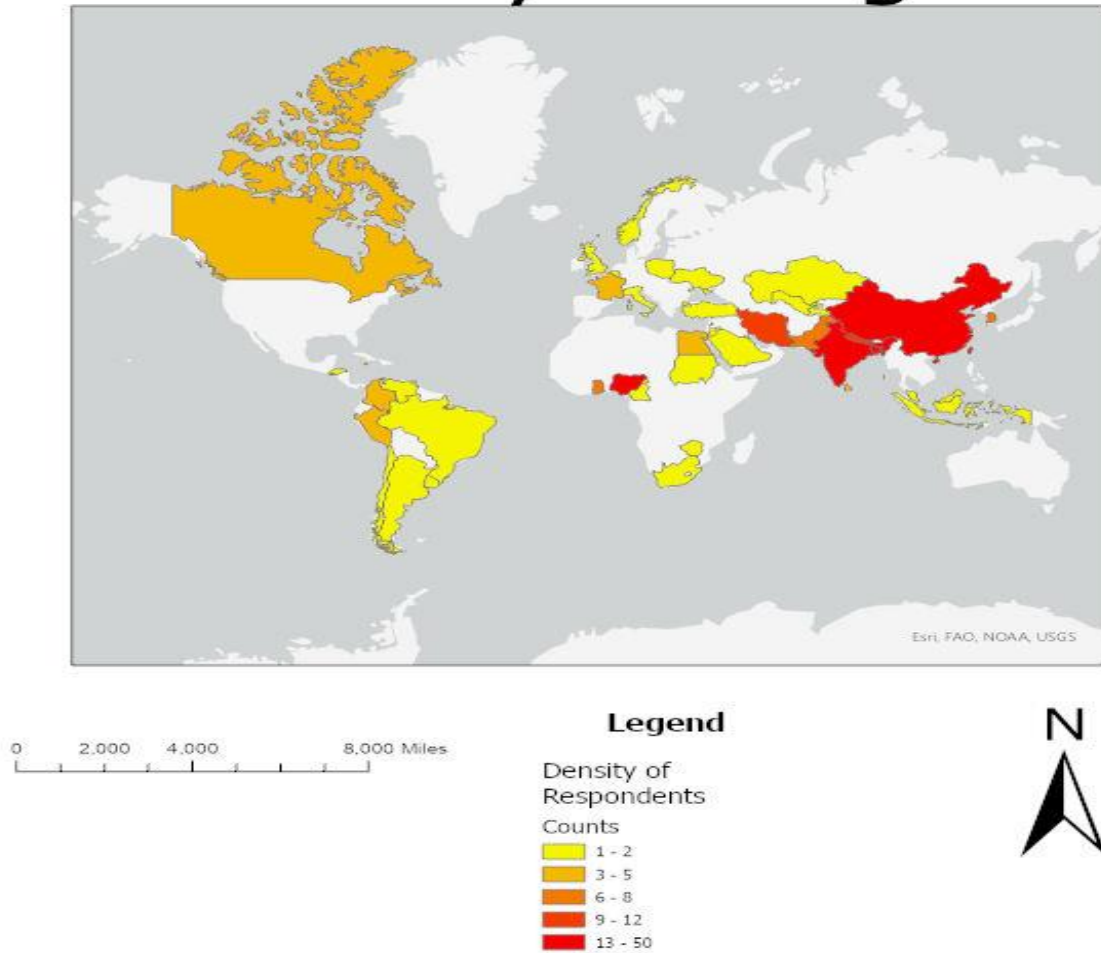 Esri, FAO, NOAA, USGS
0 2,000 4,000 8,000 Miles
Legend
N
Density of
Respondents
Counts
1 - 2
3 - 5
6 - 8
9 - 12
13 - 50